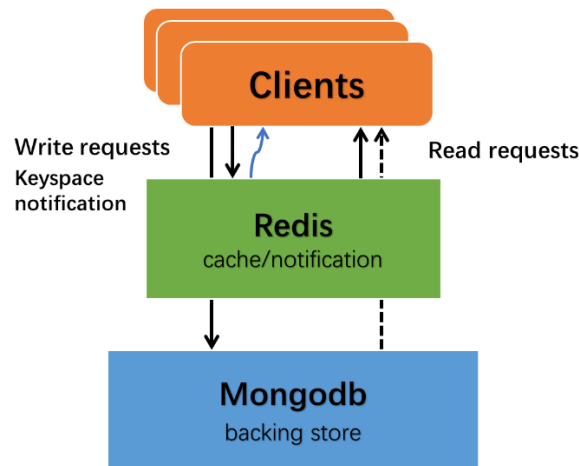 Clients
Write requests
Read requests
Keyspace
notification
Redis
cache/notification
Mongodb
backing store